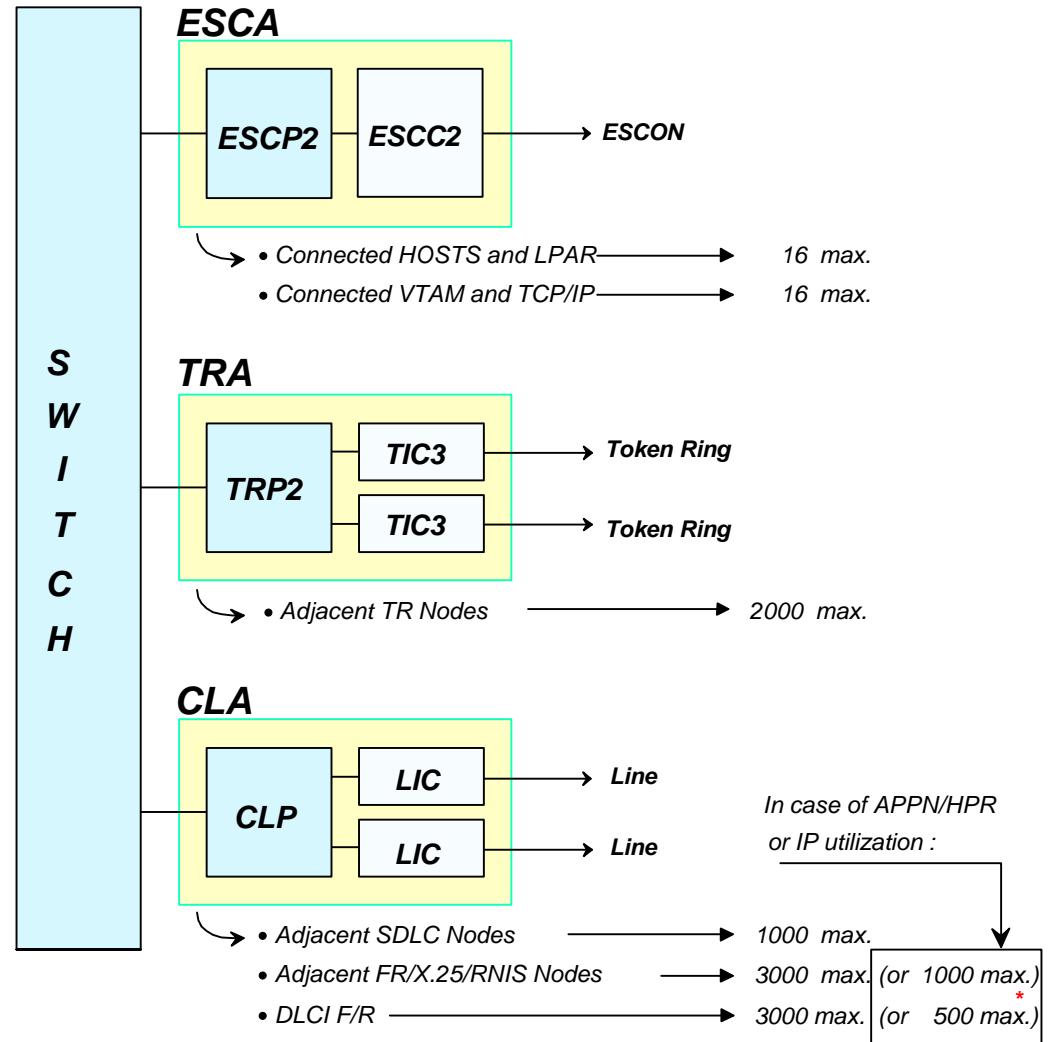 SWITCH
ESCA
ESCP2
ESCC2
ESCON
• Connected HOSTS and LPAR 16 max.
• Connected VTAM and TCP/IP 16 max.
TRA
TRP2
TIC3
Token Ring
TIC3
Token Ring
• Adjacent TR Nodes 2000 max.
CLA
CLP
LIC
Line
LIC
Line
In case of APPN/HPR
or IP utilization :
• Adjacent SDLC Nodes 1000 max.
• Adjacent FR/X.25/RNIS Nodes 3000 max. (or 1000 max.)
• DLCI F/R 3000 max. (or 500 max.) *